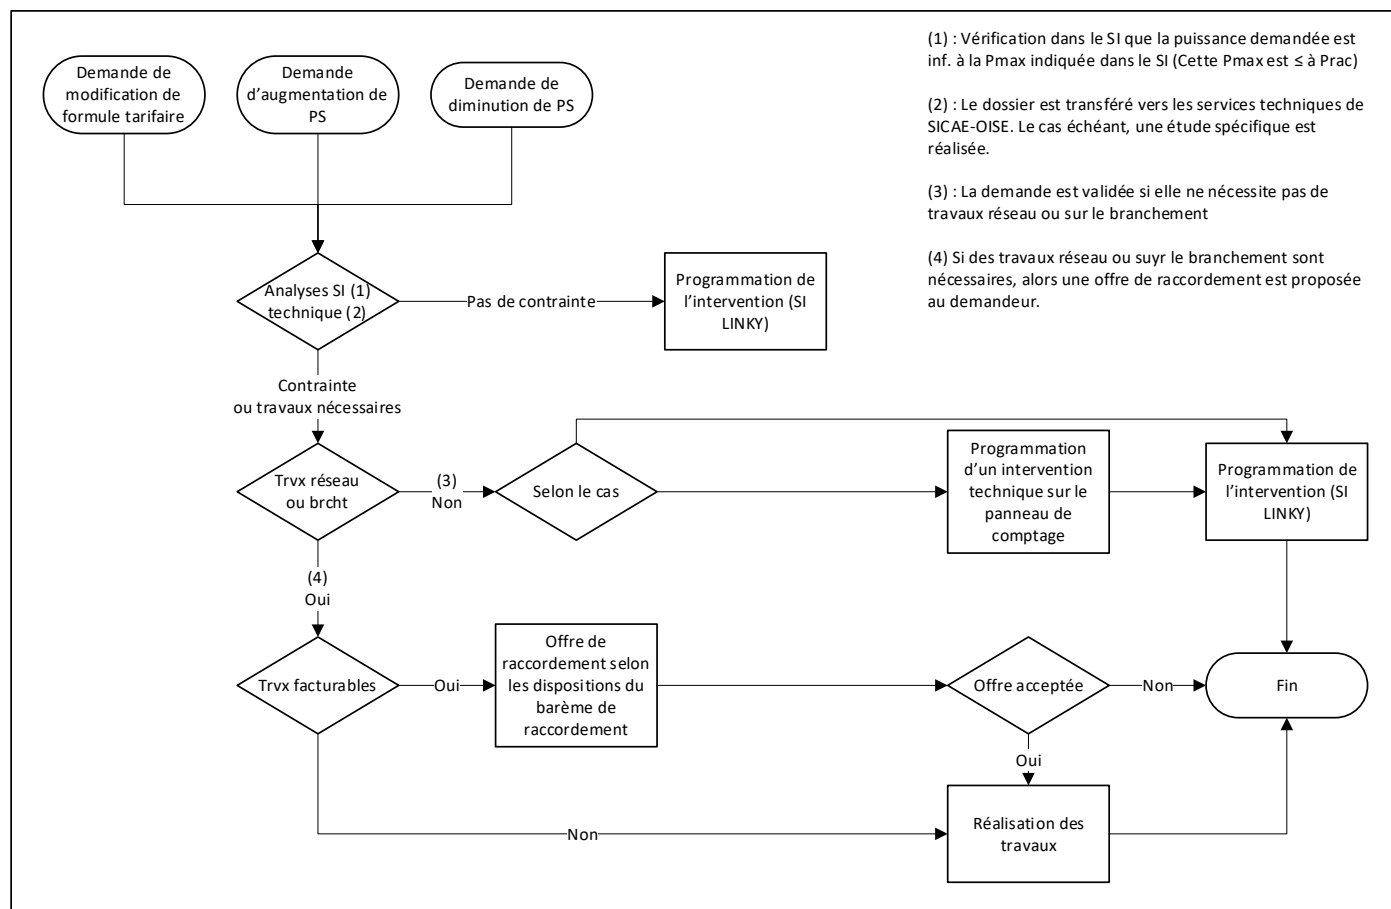 Demande de
modification de
formule tarifaire
Demande
d’augmentation de
PS
Demande
de diminution de PS
(1) : Vérification dans le SI que la puissance demandée est
inf. à la Pmax indiquée dans le SI (Cette Pmax est ≤ à Prac)
(2) : Le dossier est transféré vers les services techniques de
SICAE-OISE. Le cas échéant, une étude spécifique est
réalisée.
(3) : La demande est validée si elle ne nécessite pas de
travaux réseau ou sur le branchement
(4) Si des travaux réseau ou suyr le branchement sont
nécessaires, alors une offre de raccordement est proposée
au demandeur.
Analyses SI (1)
technique (2)
Pas de contrainte
Programmation de
l’intervention (SI
LINKY)
Contrainte
ou travaux nécessaires
Trvx réseau
ou brcht
(3)
Non
Selon le cas
Programmation
d’un intervention
technique sur le
panneau de
comptage
Programmation de
l’intervention (SI
LINKY)
(4)
Oui
Trvx facturables
Oui
Offre de
raccordement selon
les dispositions du
barème de
raccordement
Offre acceptée
Non
Fin
Oui
Non
Réalisation des
travaux